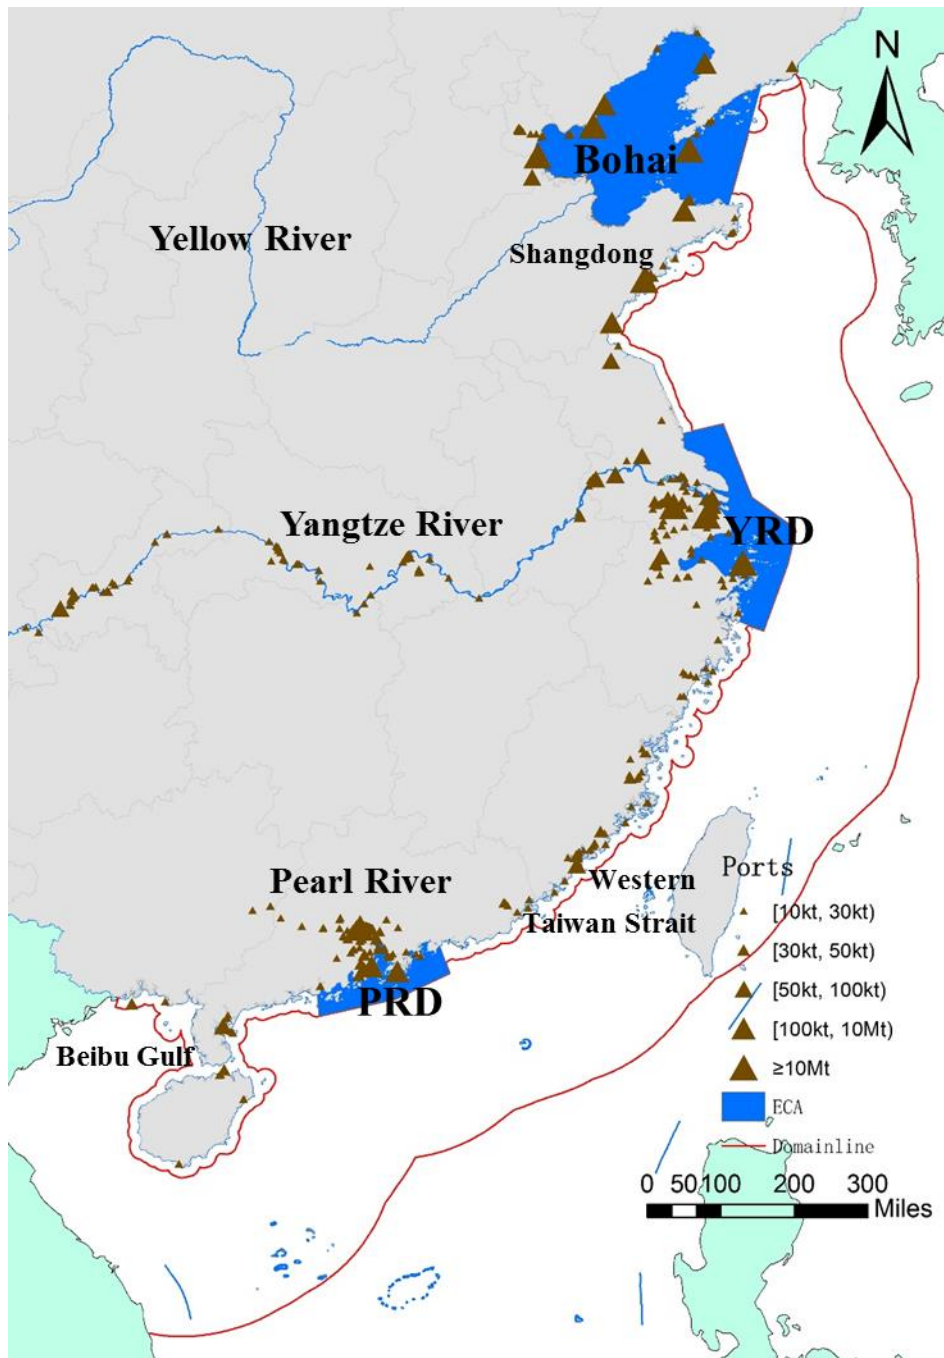 N
Bohai
Yellow River
Shangdong
Yangtze River
YRD
Pearl River
Western
Taiwan Strait
PRD
Beibu Gulf
Ports
[10kt, 30kt)
[30kt, 50kt)
[50kt, 100kt)
[100kt, 10Mt)
≥10Mt
ECA
Domainline
0 50 100 200 300
Miles